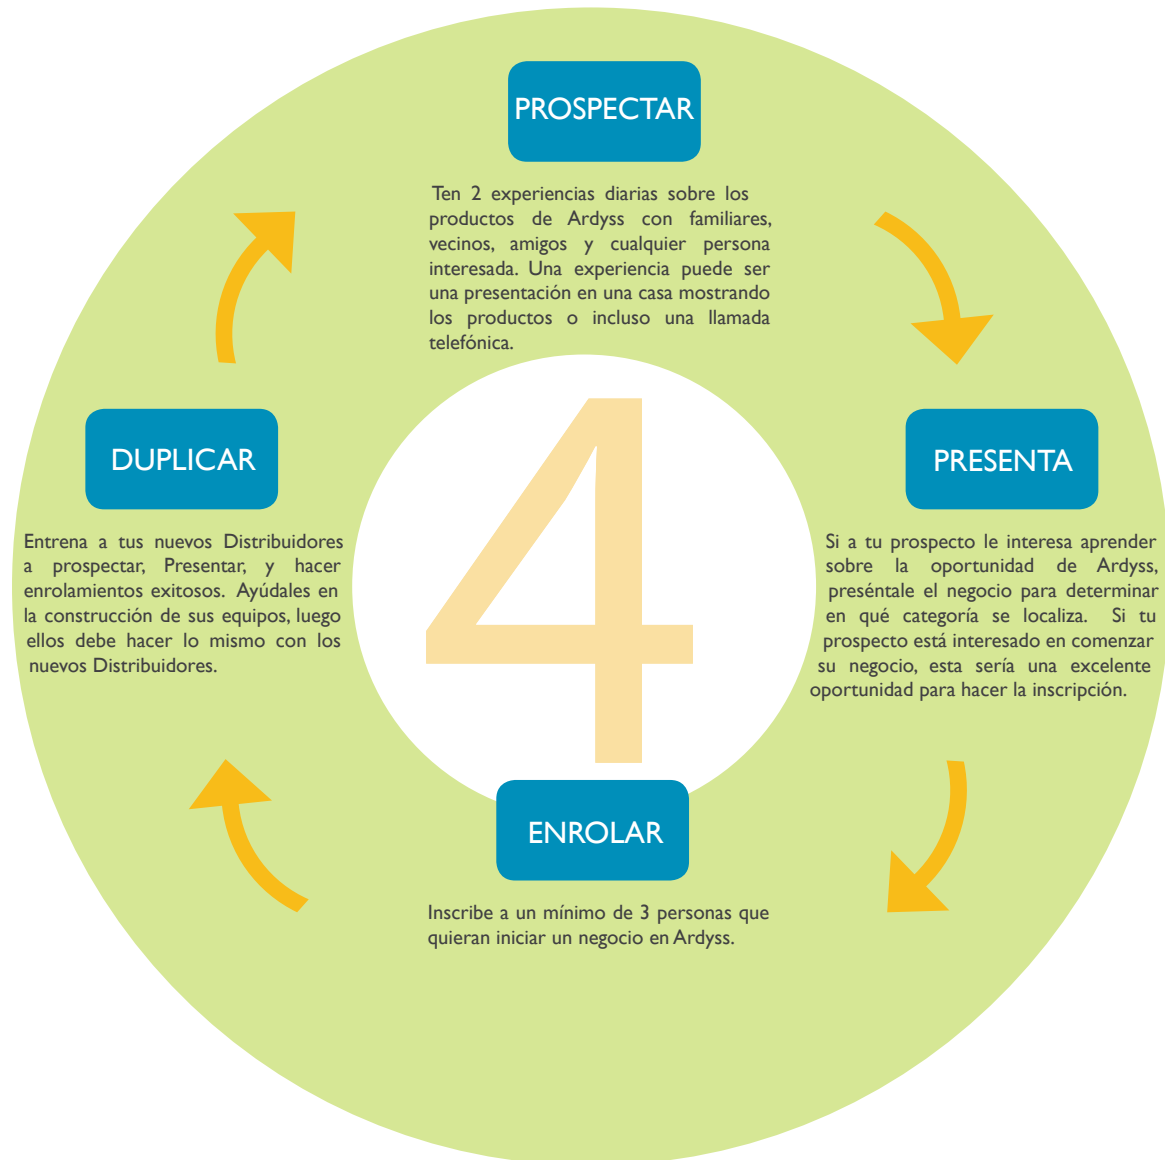 PROSPECTAR
Ten 2 experiencias diarias sobre los
productos de Ardyss con familiares,
vecinos, amigos y cualquier persona
interesada. Una experiencia puede ser
una presentación en una casa mostrando
los productos o incluso una llamada
telefónica.
PRESENTA
Si a tu prospecto le interesa aprender
sobre la oportunidad de Ardyss,
preséntale el negocio para determinar
en qué categoría se localiza. Si tu
prospecto está interesado en comenzar
su negocio, esta sería una excelente
oportunidad para hacer la inscripción.
4
ENROLAR
Inscribe a un mínimo de 3 personas que
quieran iniciar un negocio en Ardyss.
DUPLICAR
Entrena a tus nuevos Distribuidores
a prospectar, Presentar, y hacer
enrolamientos exitosos. Ayúdales en
la construcción de sus equipos, luego
ellos debe hacer lo mismo con los
nuevos Distribuidores.